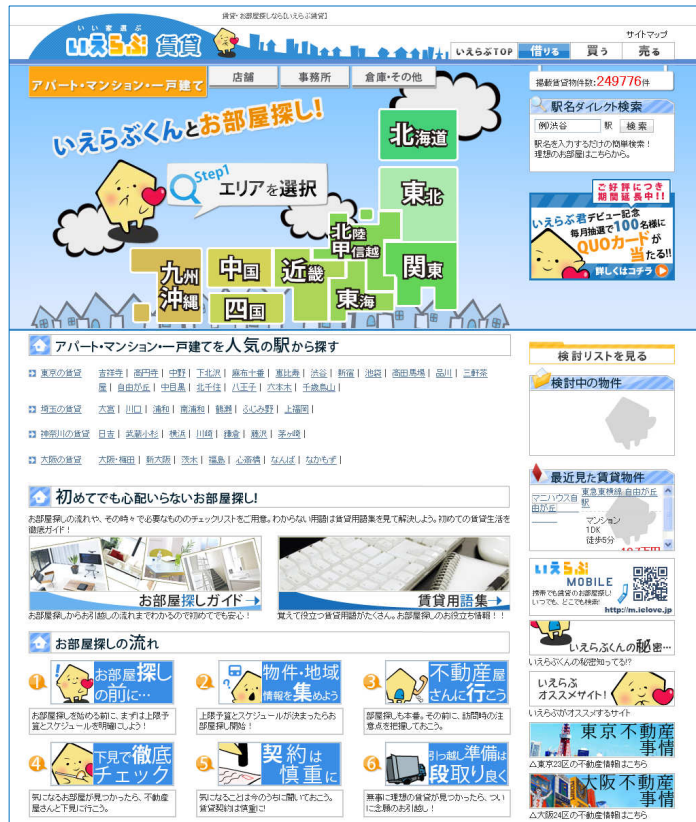 賃貸・お部屋探しなら【いえらぶ賃貸】
いい家選ぶ
いえらぶ 賃貸
サイトマップ
いえらぶTOP 借りる 買う 売る
アパート・マンション・一戸建て 店舗 事務所 倉庫・その他
掲載賃貸物件数:249776件
いえらぶくんとお部屋探し!
Step1
エリアを選択
北海道
東北
北陸
甲信越
関東
東海
近畿
中国
四国
九州
沖縄
駅名ダイレクト検索
例)渋谷 駅 検索
駅名を入力するだけの簡単検索!
理想のお部屋はこちらから。
ご好評につき
期間延長中!!
いえらぶ君デビュー記念
毎月抽選で100名様に
QUOカードが
当たる!!
詳しくはコチラ
アパート・マンション・一戸建てを人気の駅から探す
東京の賃貸 吉祥寺 | 高円寺 | 中野 | 下北沢 | 麻布十番 | 恵比寿 | 渋谷 | 新宿 | 池袋 | 高田馬場 | 品川 | 三軒茶
屋 | 自由が丘 | 中目黒 | 北千住 | 八王子 | 六本木 | 千歳烏山 |
埼玉の賃貸 大宮 | 川口 | 浦和 | 南浦和 | 鶴瀬 | ふじみ野 | 上福岡 |
神奈川の賃貸 日吉 | 武蔵小杉 | 横浜 | 川崎 | 鎌倉 | 藤沢 | 茅ヶ崎 |
大阪の賃貸 大阪・梅田 | 新大阪 | 茨木 | 福島 | 心斎橋 | なんば | なかもず |
検討リストを見る
検討中の物件
最近見た賃貸物件
マニハウス自由が丘
東急東横線 自由が丘駅
マンション
1DK
徒歩5分
初めてでも心配いらないお部屋探し!
お部屋探しの流れや、その時々で必要なもののチェックリストをご用意。わからない用語は賃貸用語集を見て解決しよう。初めての賃貸生活を
徹底ガイド!
お部屋探しガイド
お部屋探しからお引越しの流れまでわかるので初めてでも安心!
賃貸用語集
覚えて役立つ賃貸用語がたくさん。お部屋探しのお役立ち情報!!
いえらぶ
MOBILE
携帯でも賃貸のお部屋探し!
いつでも、どこでも検索!
http://m.ielove.jp
いえらぶくんの秘密…
いえらぶくんの秘密知ってる!?
いえらぶ
オススメサイト!
いえらぶがオススメするサイト
東京不動産
事情
△東京23区の不動産情報はこちら
大阪不動産
事情
△大阪24区の不動産情報はこちら
お部屋探しの流れ
1 お部屋探し
の前に…
お部屋探しを始める前に、まずは上限予
算とスケジュールを明確にしよう!
2 物件・地域
情報を集めよう
上限予算とスケジュールが決まったらお
部屋探し開始!
3 不動産屋
さんに行こう
部屋探しも本番。その前に、訪問時の注
意点を把握しておこう。
4 下見で徹底
チェック
気になるお部屋が見つかったら、不動産
屋さんと下見に行こう。
5 契約は
慎重に
気になることは今のうちに聞いておこう。
賃貸契約は慎重に!
6 引っ越し準備は
段取り良く
無事に理想の賃貸が見つかったら、つい
に念願のお引越し!